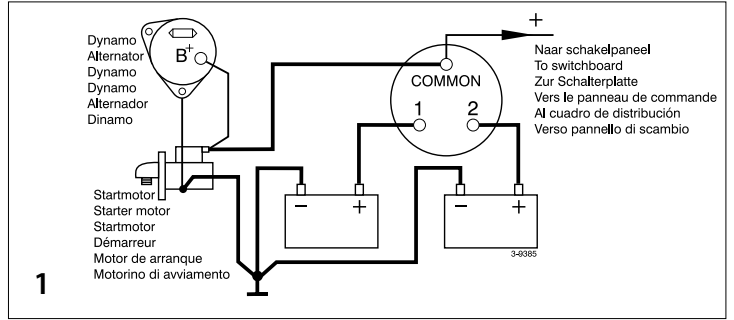 Dynamo
Alternator
Dynamo
Dynamo
Alternador
Dinamo
B+
+
COMMON
1 2
Naar schakelpaneel
To switchboard
Zur Schalterplatte
Vers le panneau de commande
Al cuadro de distribución
Verso pannello di scambio
Startmotor
Starter motor
Startmotor
Démarreur
Motor de arranque
Motorino di avviamento
− +
− +
3-9385
1